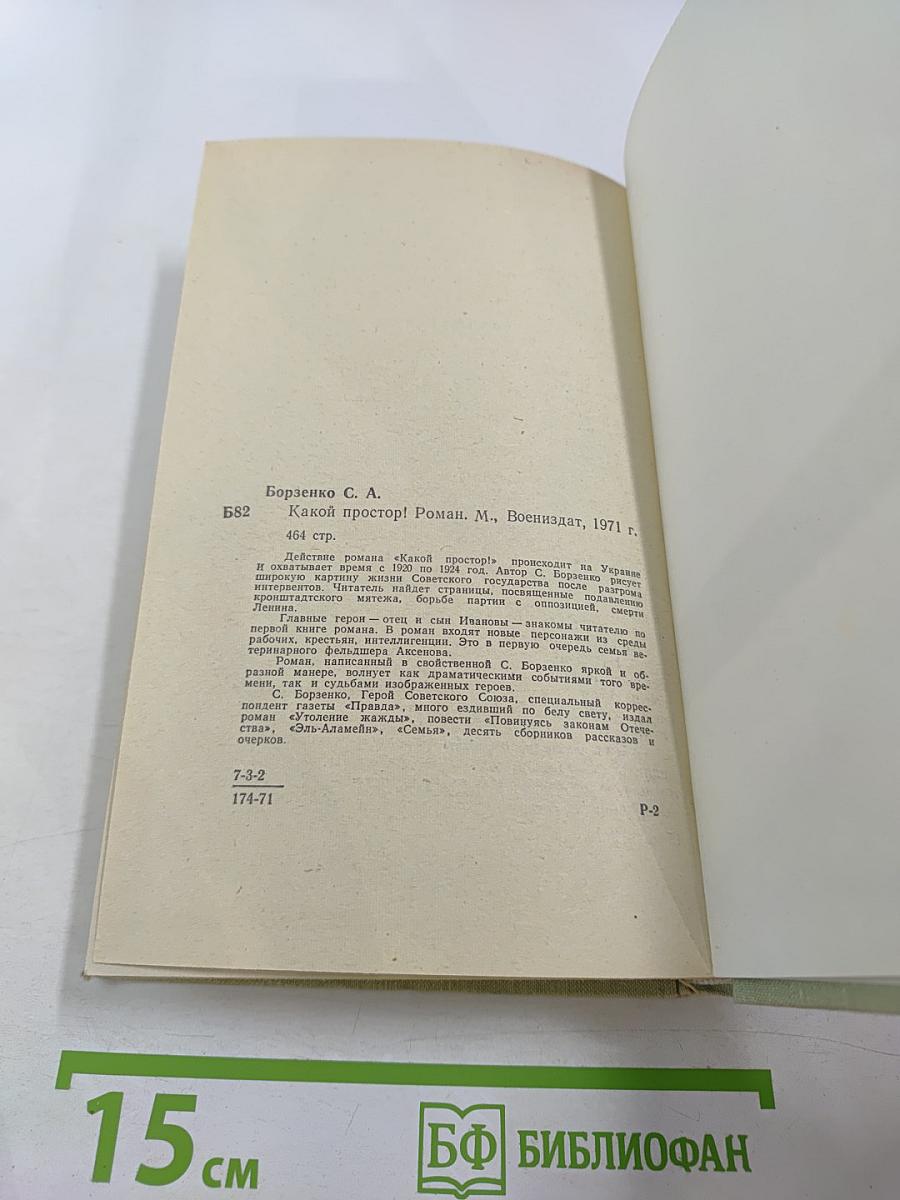 Борзенко С. А.
Б82 Какой простор! Роман. М., Воениздат, 1971 г.
464 стр.
Действие романа «Какой простор!» происходит на Украине
и охватывает время с 1920 по 1924 год. Автор С. Борзенко рисует
широкую картину жизни Советского государства после разгрома
интервентов. Читатель найдет страницы, посвященные подавлению
кронштадтского мятежа, борьбе партии с оппозицией, смерти
Ленина.
Главные герои — отец и сын Ивановы — знакомы читателю по
первой книге романа. В роман входят новые персонажи из среды
рабочих, крестьян, интеллигенции. Это в первую очередь семья ве-
теринарного фельдшера Аксенова.
Роман, написанный в свойственной С. Борзенко яркой и об-
разной манере, волнует как драматическими событиями того вре-
мени, так и судьбами изображенных героев.
С. Борзенко, Герой Советского Союза, специальный коррес-
пондент газеты «Правда», много ездивший по белу свету, издал
роман «Утоление жажды», повести «Повинуясь законам Отече-
ства», «Эль-Аламейн», «Семья», десять сборников рассказов и
очерков.
7-3-2
174-71
Р-2
15 см
БФ БИБЛИОФАН